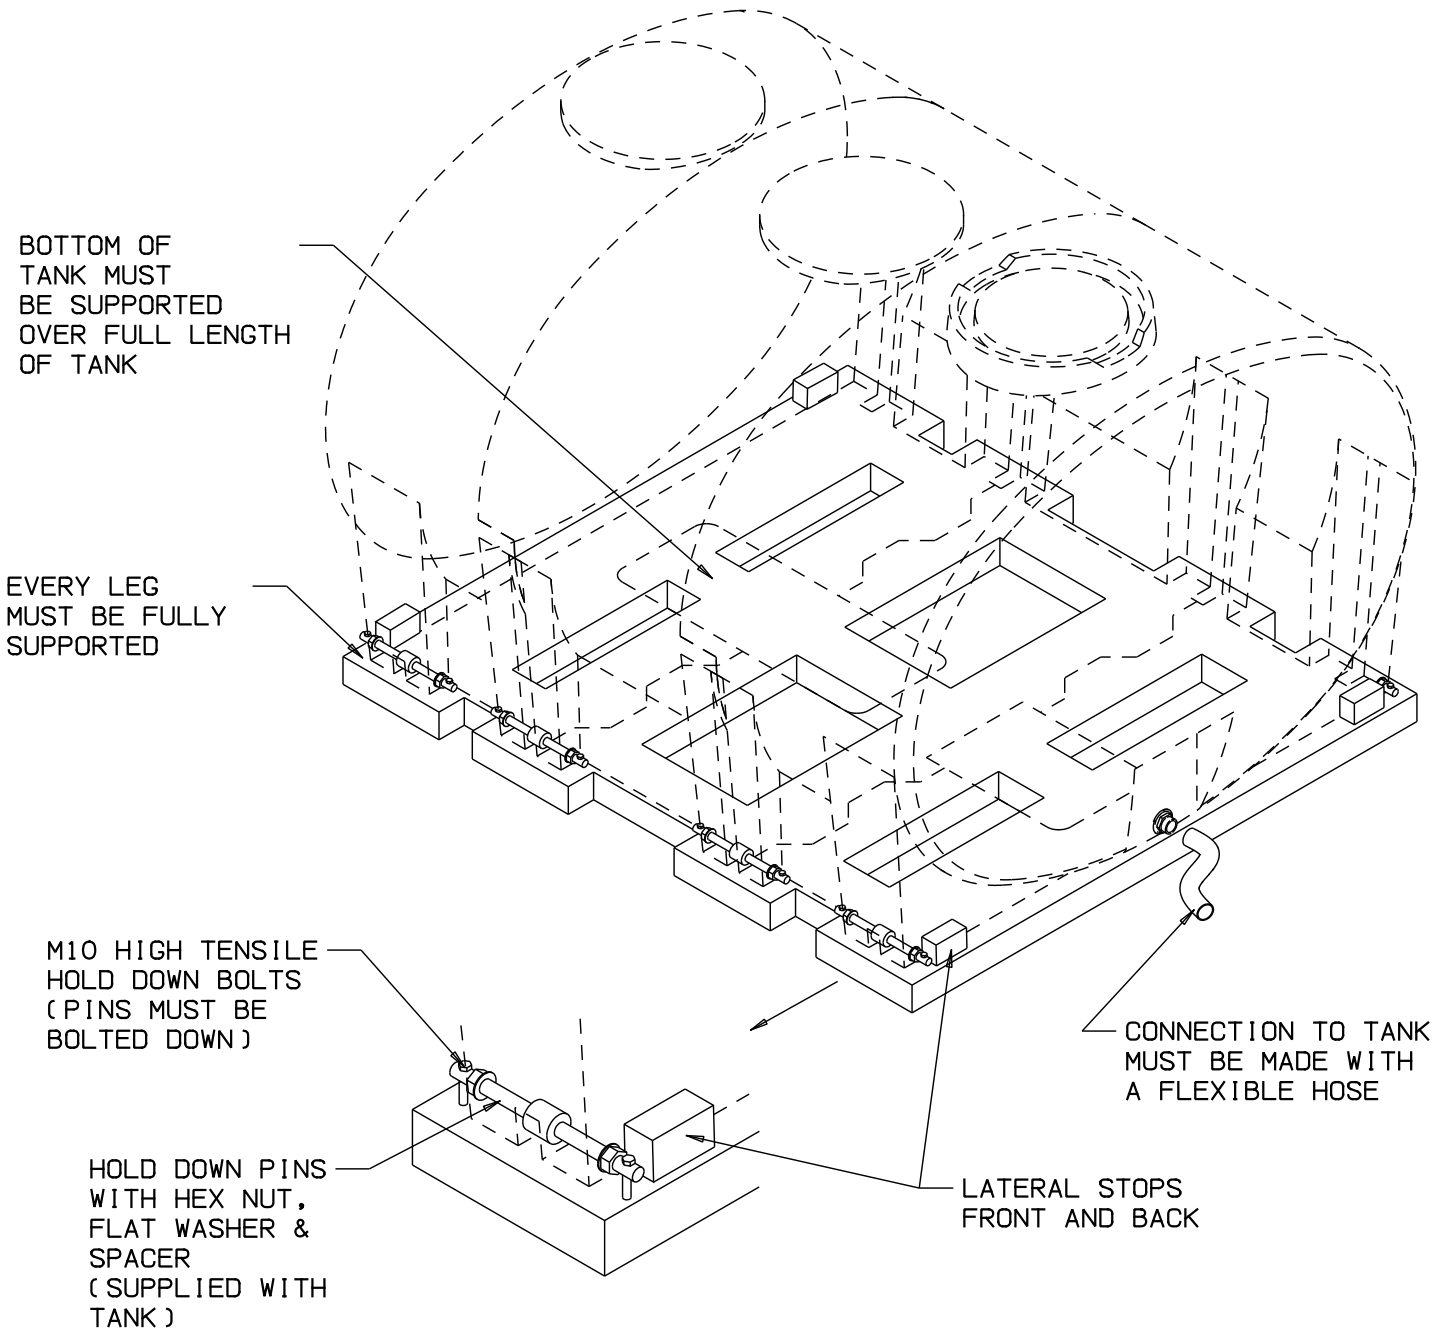 BOTTOM OF
TANK MUST
BE SUPPORTED
OVER FULL LENGTH
OF TANK
EVERY LEG
MUST BE FULLY
SUPPORTED
M10 HIGH TENSILE
HOLD DOWN BOLTS
(PINS MUST BE
BOLTED DOWN)
CONNECTION TO TANK
MUST BE MADE WITH
A FLEXIBLE HOSE
HOLD DOWN PINS
WITH HEX NUT,
FLAT WASHER &
SPACER
(SUPPLIED WITH
TANK)
LATERAL STOPS
FRONT AND BACK